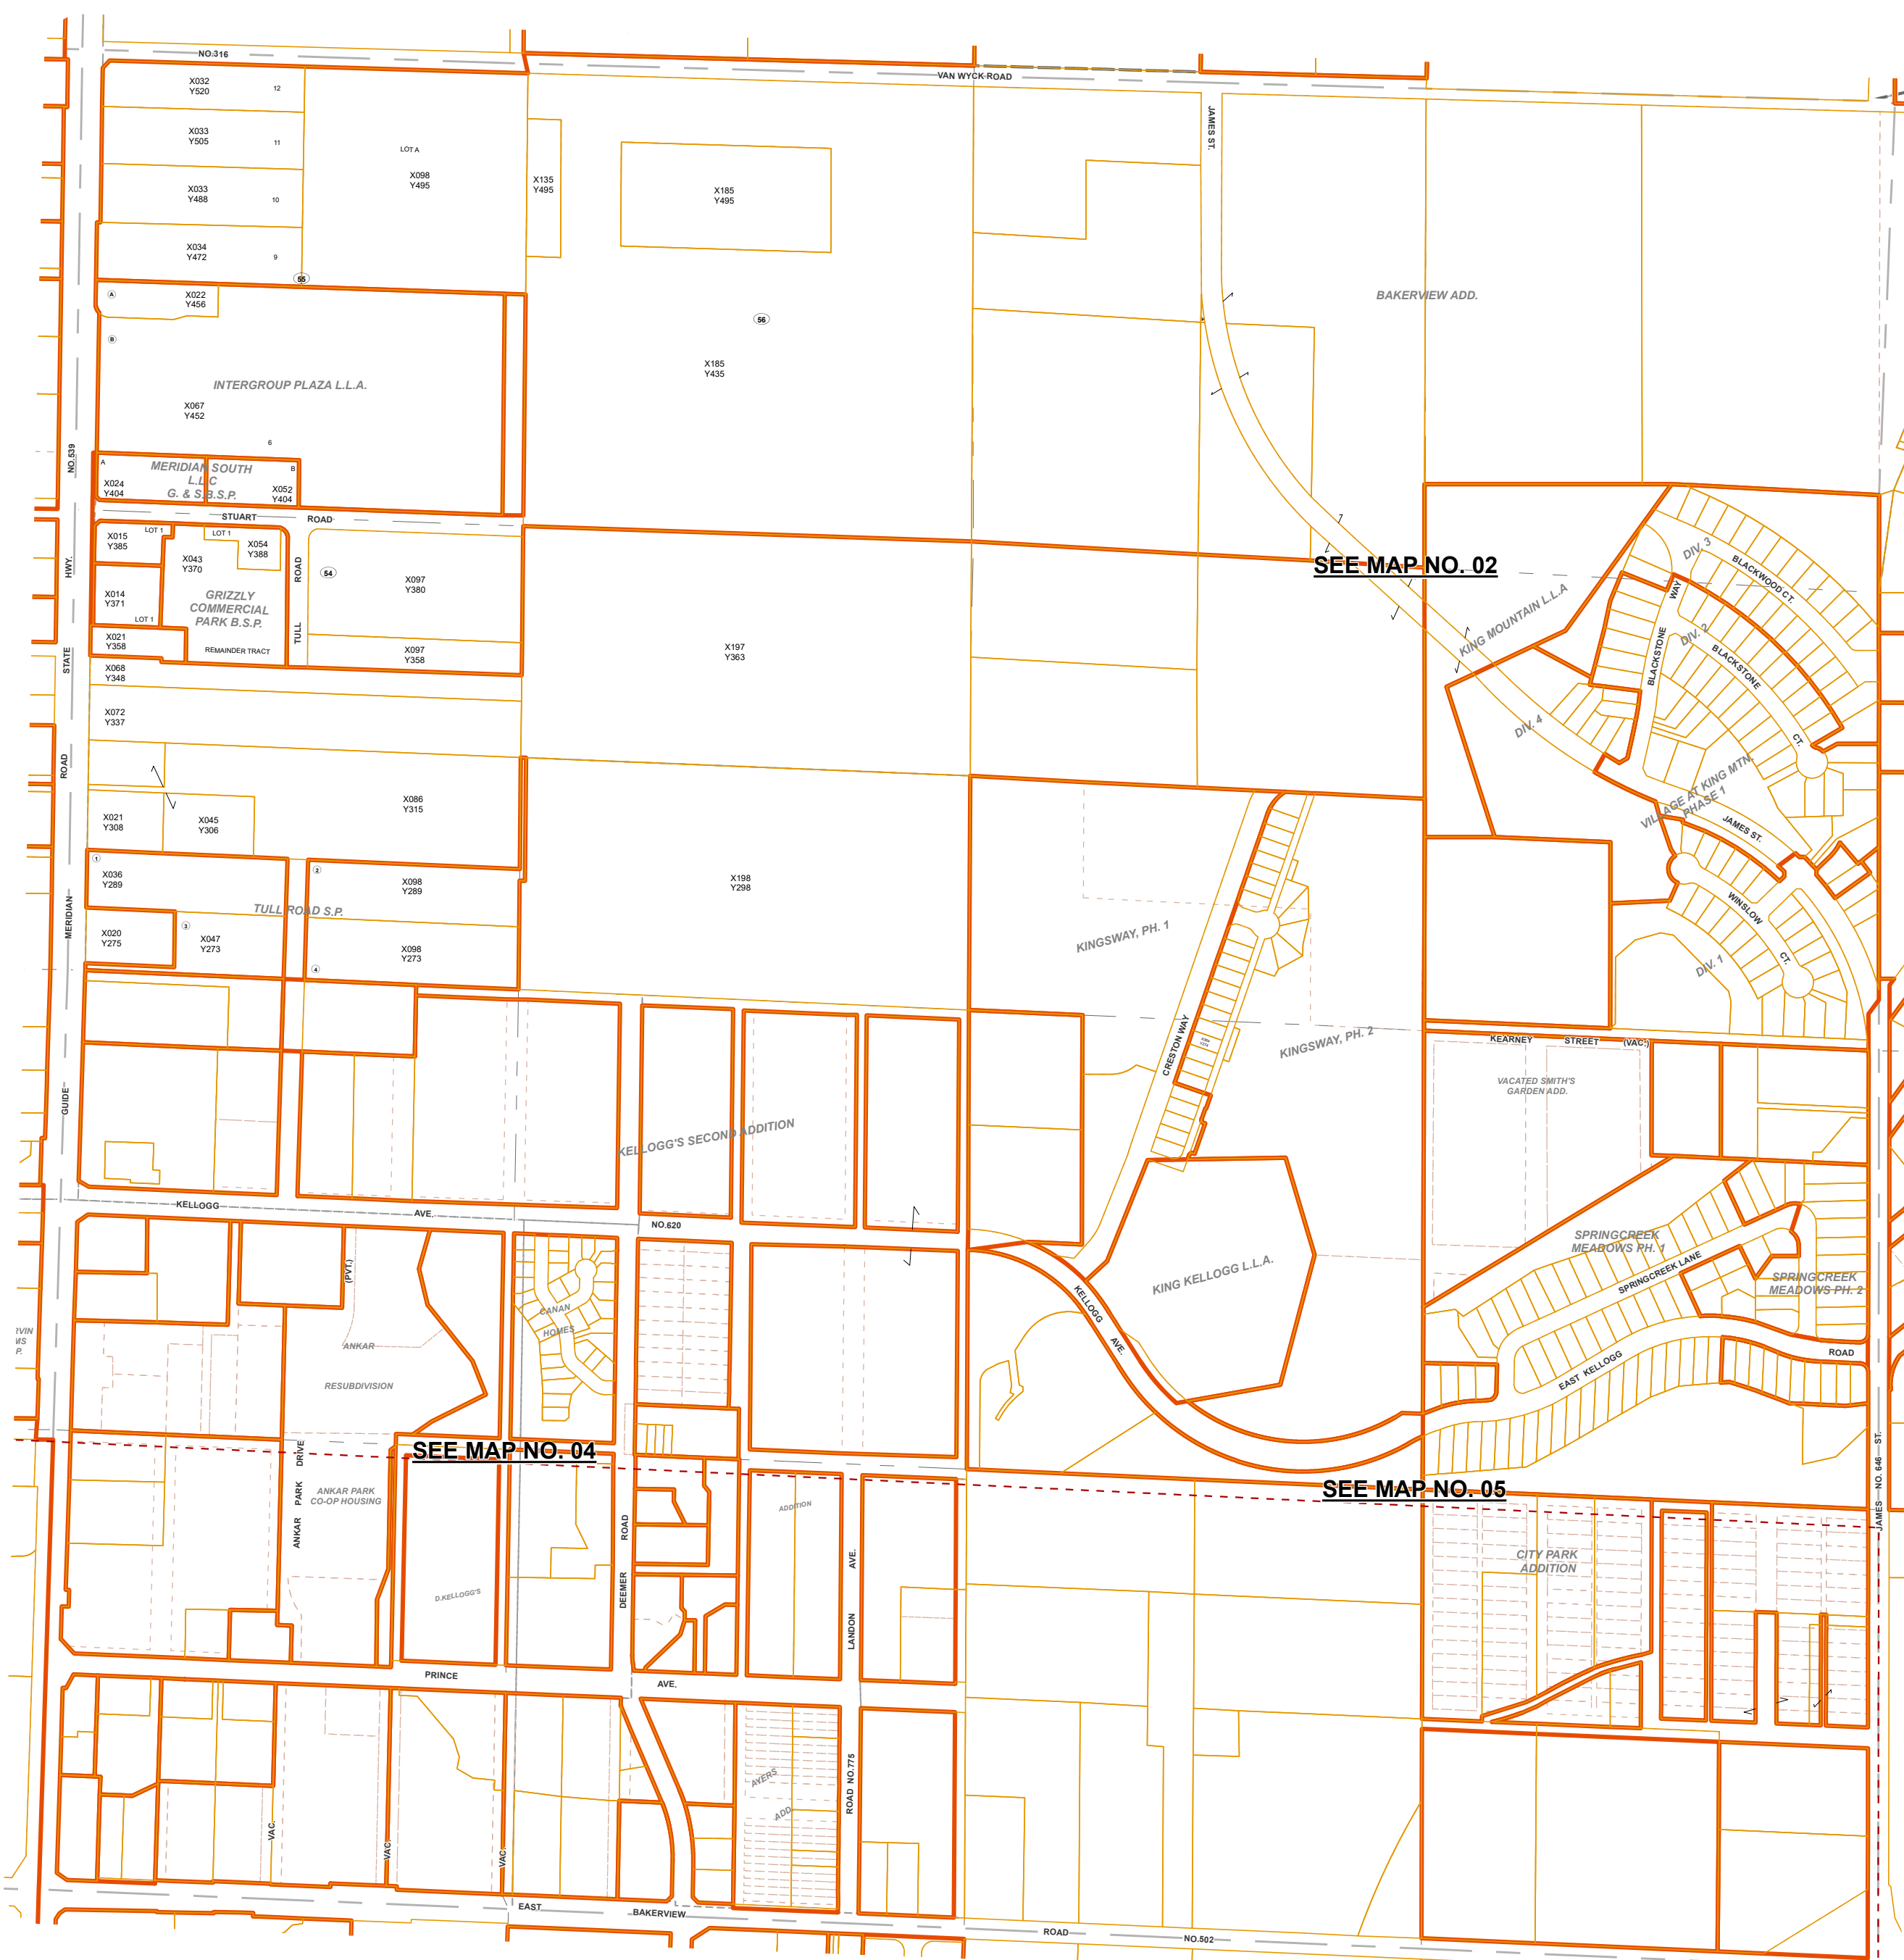 NO.316
VAN WYCK ROAD
X032
Y520
12
X033
Y505
11
LOT A
X098
Y495
X135
Y495
X185
Y495
JAMES ST.
X033
Y488
10
X034
Y472
9
55
A
X022
Y456
BAKERVIEW ADD.
B
56
X185
Y435
INTERGROUP PLAZA L.L.A.
X067
Y452
6
NO.539
A
MERIDIAN SOUTH
L.L.C
G. & S.B.S.P.
B
X024
Y404
X052
Y404
STUART
ROAD
X015
Y385
LOT 1
LOT 1
X054
Y388
X043
Y370
HWY.
ROAD
54
X097
Y380
SEE MAP NO. 02
DIV. 3
BLACKWOOD CT.
X014
Y371
LOT 1
GRIZZLY
COMMERCIAL
PARK B.S.P.
TULL
WAY
KING MOUNTAIN L.L.A
DIV. 2
X021
Y358
REMAINDER TRACT
X097
Y358
X197
Y363
STATE
X068
Y348
BLACKSTONE
BLACKSTONE
CT.
X072
Y337
DIV. 4
ROAD
VILLAGE AT KING MTN.
PHASE 1
X086
Y315
X021
Y308
X045
Y306
JAMES ST.
1
X036
Y289
2
X098
Y289
X198
Y298
TULL ROAD S.P.
MERIDIAN
X020
Y275
3
X047
Y273
X098
Y273
4
KINGSWAY, PH. 1
WINSLOW
CT.
DIV. 1
CRESTON WAY
KINGSWAY, PH. 2
KEARNEY
STREET
(VAC.)
VACATED SMITH'S
GARDEN ADD.
GUIDE
KELLOGG'S SECOND ADDITION
KELLOGG
AVE.
NO.620
SPRINGCREEK
MEADOWS PH. 1
SPRINGCREEK LANE
SPRINGCREEK
MEADOWS PH. 2
(PVT.)
KING KELLOGG L.L.A.
KELLOGG
AVE.
CANAN
HOMES
RVIN
MS
P.
ANKAR
RESUBDIVISION
EAST KELLOGG
ROAD
SEE MAP NO. 04
SEE MAP NO. 05
ANKAR PARK DRIVE
ANKAR PARK
CO-OP HOUSING
ADDITION
JAMES NO. 646 ST.
DEEMER
ROAD
AVE.
LANDON
D.KELLOGG'S
CITY PARK
ADDITION
PRINCE
AVE.
AYERS
ADD.
ROAD NO.775
VAC.
VAC.
VAC.
EAST
BAKERVIEW
ROAD
NO.502